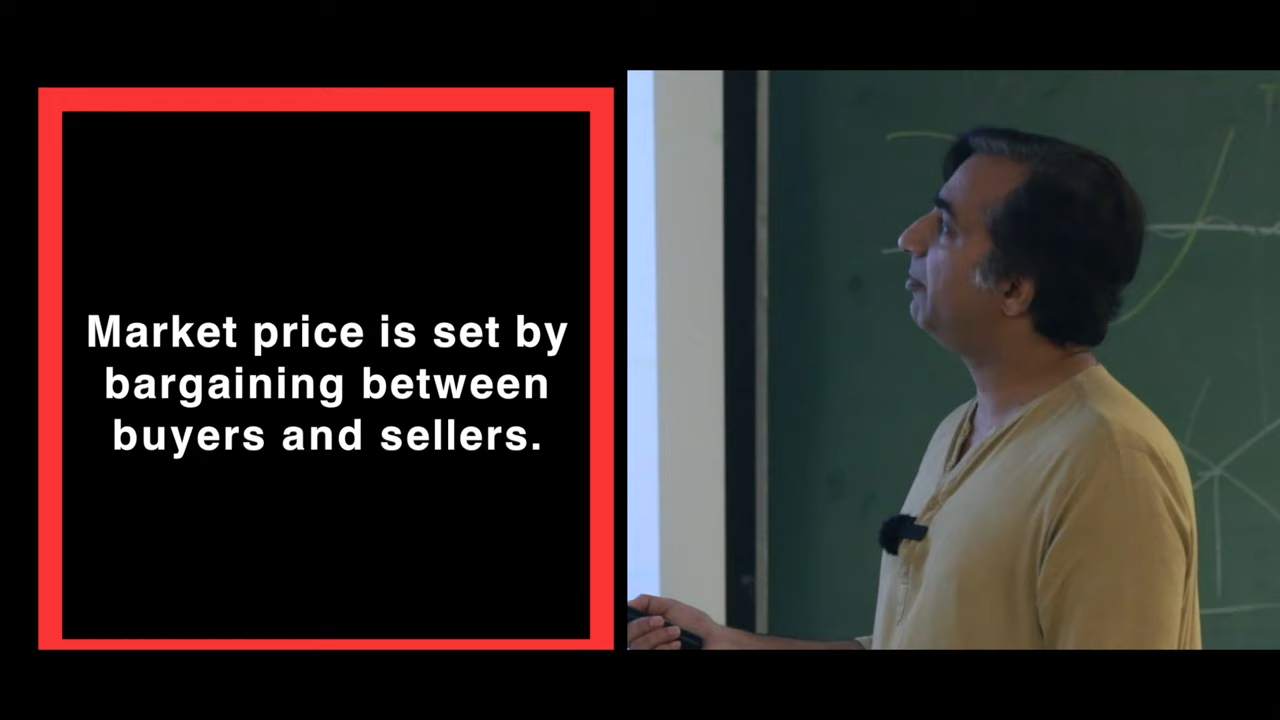 Market price is set by
bargaining between
buyers and sellers.